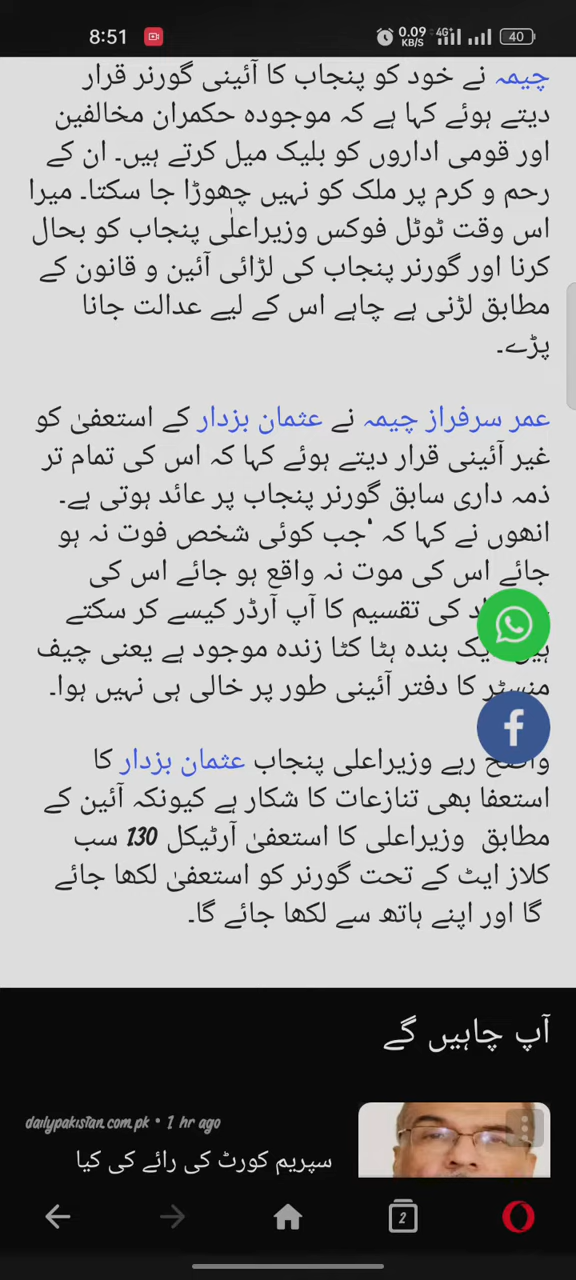 8:51
0.09 KB/S
4G+
40
چیمہ نے خود کو پنجاب کا آئینی گورنر قرار
دیتے ہوئے کہا ہے کہ موجودہ حکمران مخالفین
اور قومی اداروں کو بلیک میل کرتے ہیں۔ ان کے
رحم و کرم پر ملک کو نہیں چھوڑا جا سکتا۔ میرا
اس وقت ٹوٹل فوکس وزیراعلٰی پنجاب کو بحال
کرنا اور گورنر پنجاب کی لڑائی آئین و قانون کے
مطابق لڑنی ہے چاہے اس کے لیے عدالت جانا
پڑے۔
عمر سرفراز چیمہ نے عثمان بزدار کے استعفیٰ کو
غیر آئینی قرار دیتے ہوئے کہا کہ اس کی تمام تر
ذمہ داری سابق گورنر پنجاب پر عائد ہوتی ہے۔
انھوں نے کہا کہ ’جب کوئی شخص فوت نہ ہو
جائے اس کی موت نہ واقع ہو جائے اس کی
کی تقسیم کا آپ آرڈر کیسے کر سکتے
بندہ ہٹا کٹا زندہ موجود ہے یعنی چیف
منسٹر کا دفتر آئینی طور پر خالی ہی نہیں ہوا۔
واضح رہے وزیراعلی پنجاب عثمان بزدار کا
استعفا بھی تنازعات کا شکار ہے کیونکہ آئین کے
مطابق وزیراعلی کا استعفیٰ آرٹیکل 130 سب
کلاز ایٹ کے تحت گورنر کو استعفیٰ لکھا جائے
گا اور اپنے ہاتھ سے لکھا جائے گا۔
آپ چاہیں گے
dailypakistan.com.pk • 1 hr ago
سپریم کورٹ کی رائے کی کیا
2